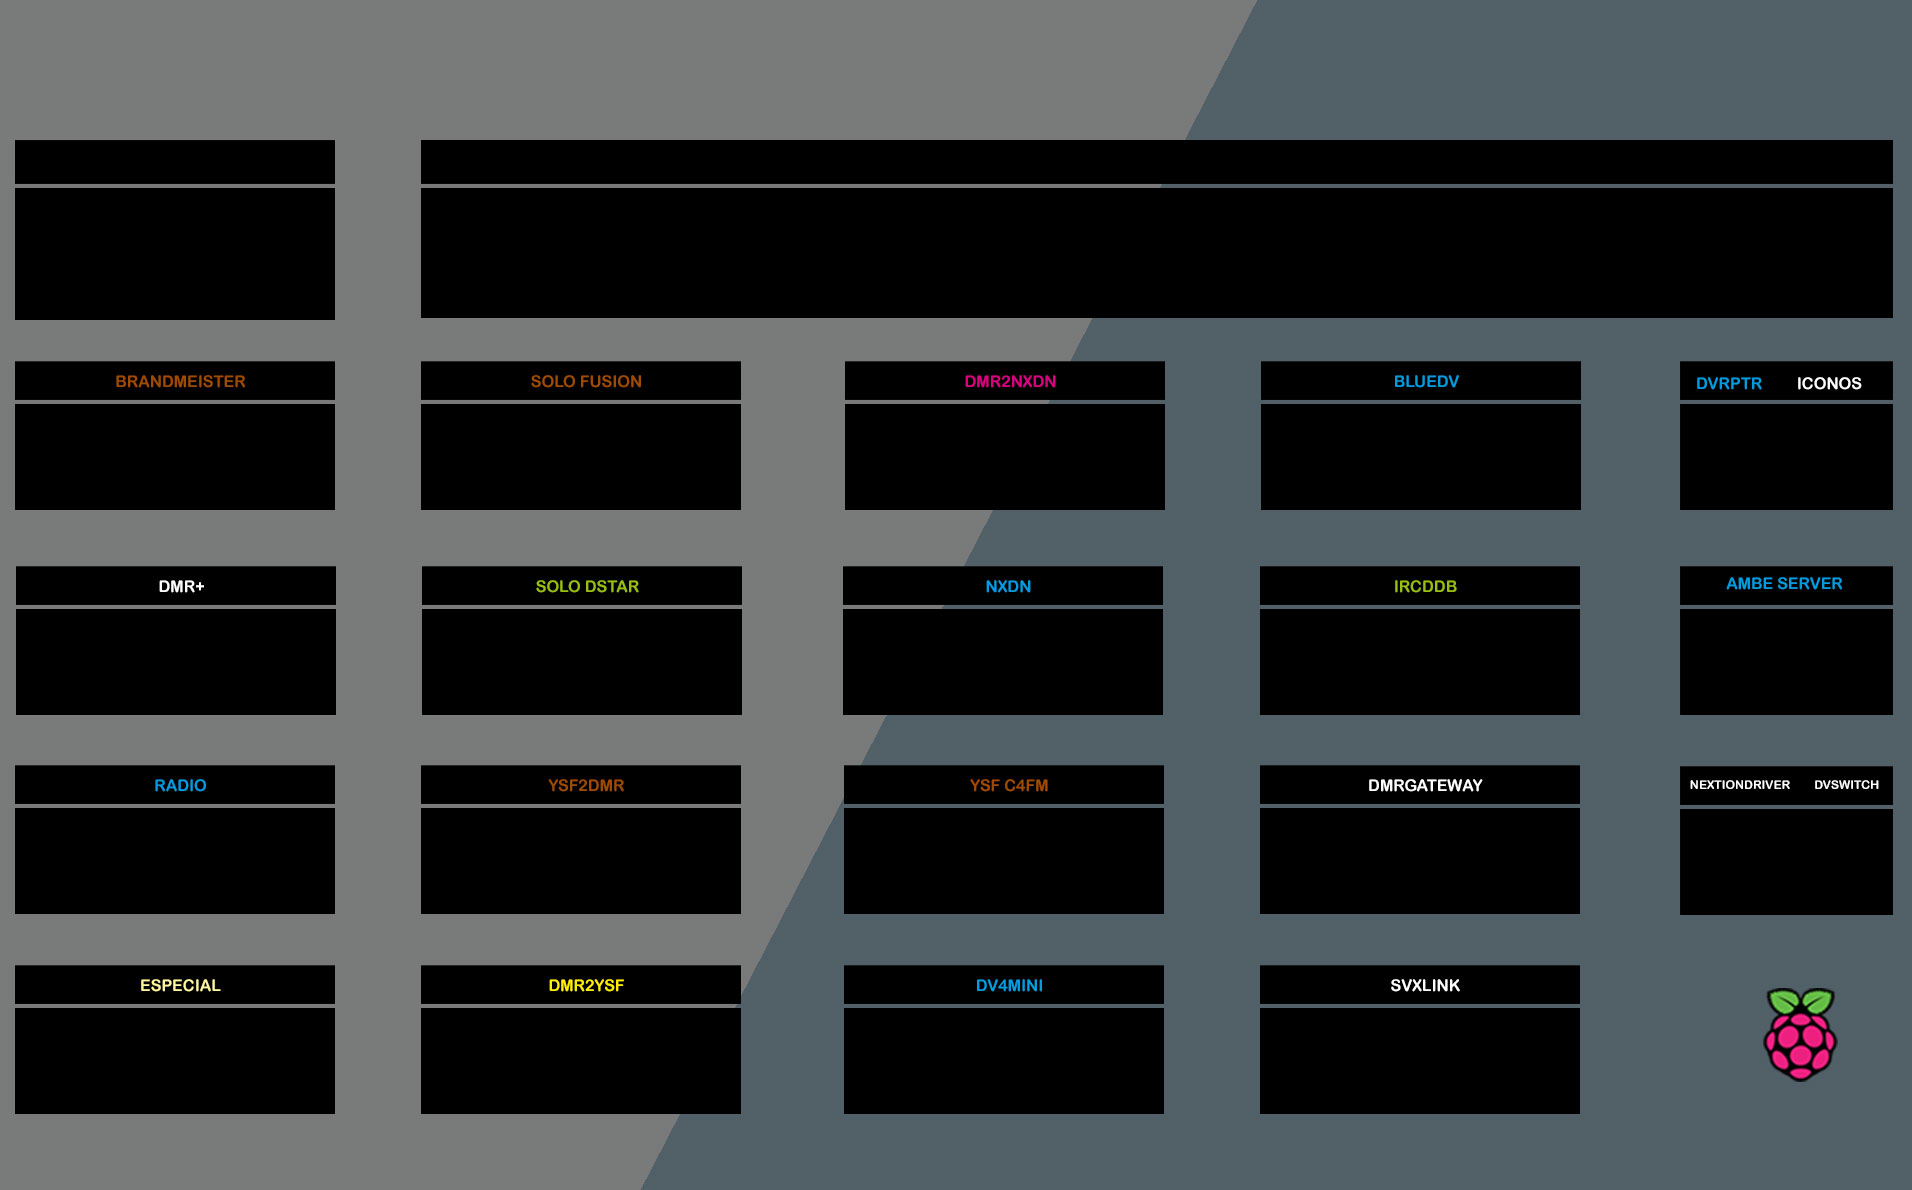 BRANDMEISTER
SOLO FUSION
DMR2NXDN
BLUEDV
DVRPTR ICONOS
DMR+
SOLO DSTAR
NXDN
IRCDDB
AMBE SERVER
RADIO
YSF2DMR
YSF C4FM
DMRGATEWAY
NEXTIONDRIVER DVSWITCH
ESPECIAL
DMR2YSF
DV4MINI
SVXLINK